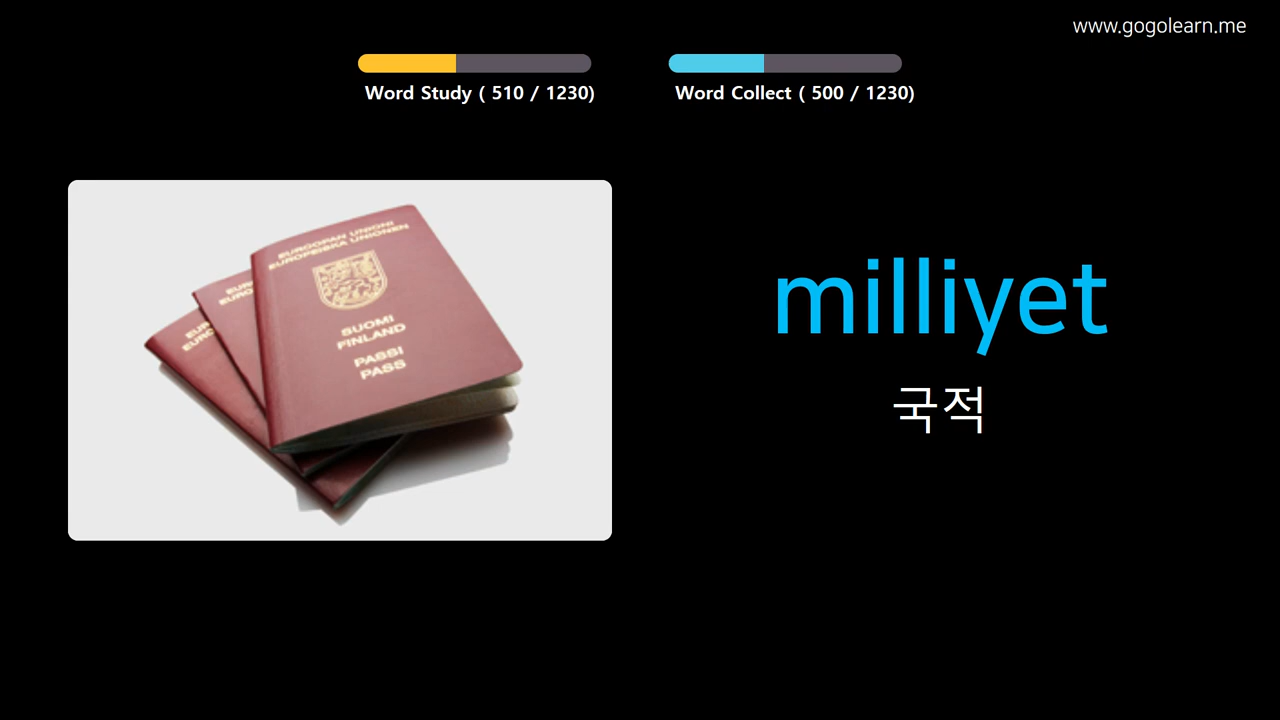 www.gogolearn.me
Word Study ( 510 / 1230)
Word Collect ( 500 / 1230)
EUROOPAN UNIONI
EUROPEISKA UNIONEN
SUOMI
FINLAND
PASSI
PASS
milliyet
국적